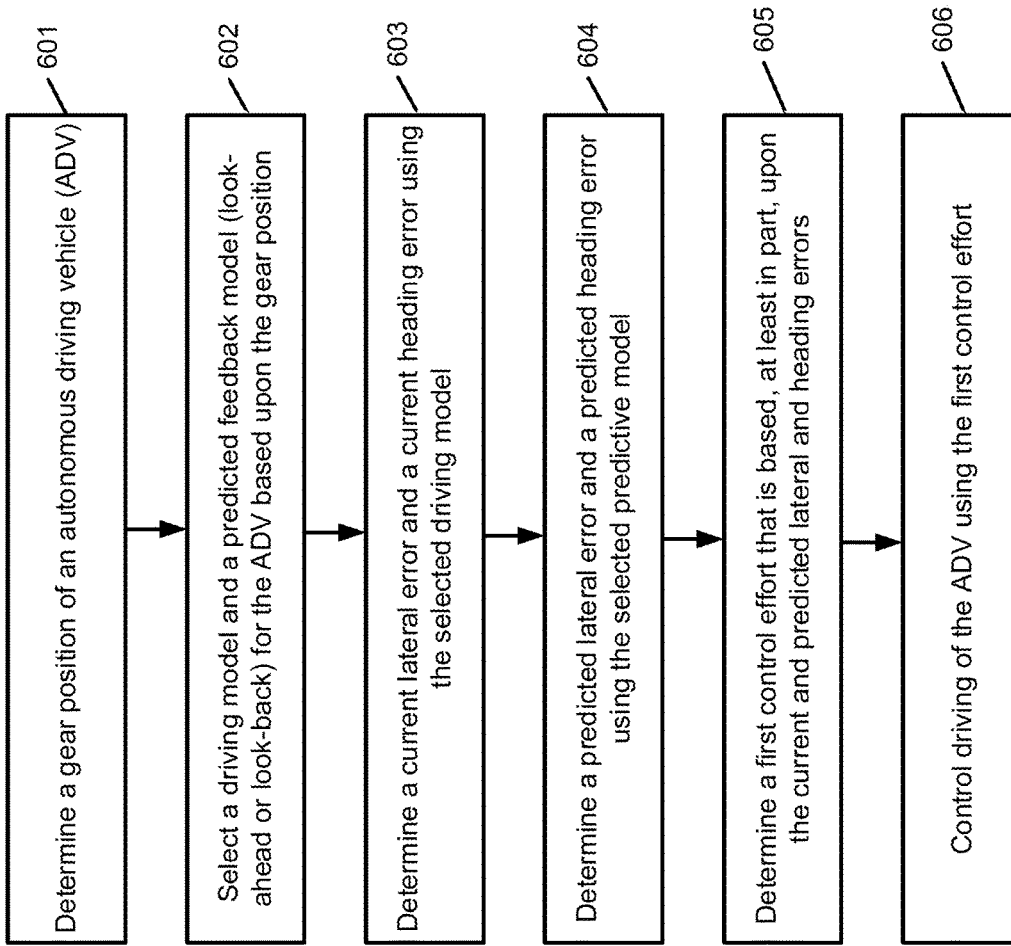 601
Determine a gear position of an autonomous driving vehicle (ADV)
602
Select a driving model and a predicted feedback model (look-
ahead or look-back) for the ADV based upon the gear position
603
Determine a current lateral error and a current heading error using
the selected driving model
604
Determine a predicted lateral error and a predicted heading error
using the selected predictive model
605
Determine a first control effort that is based, at least in part, upon
the current and predicted lateral and heading errors
606
Control driving of the ADV using the first control effort